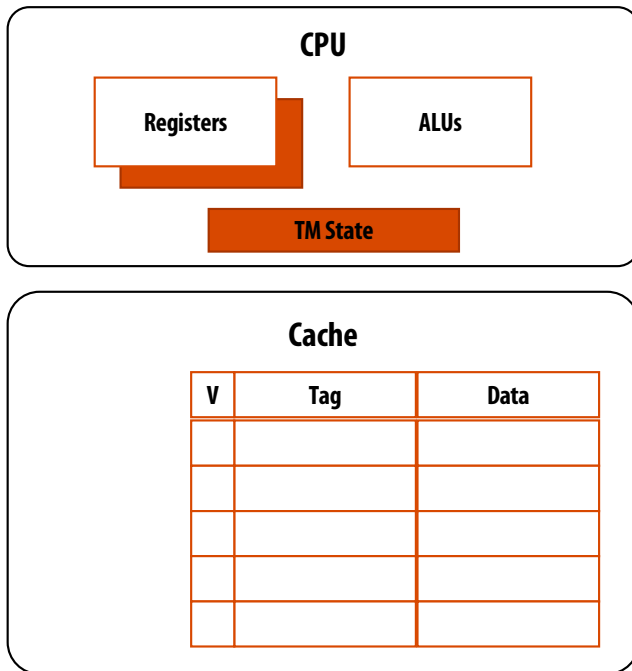 CPU
Registers
ALUs
TM State
Cache
V Tag Data